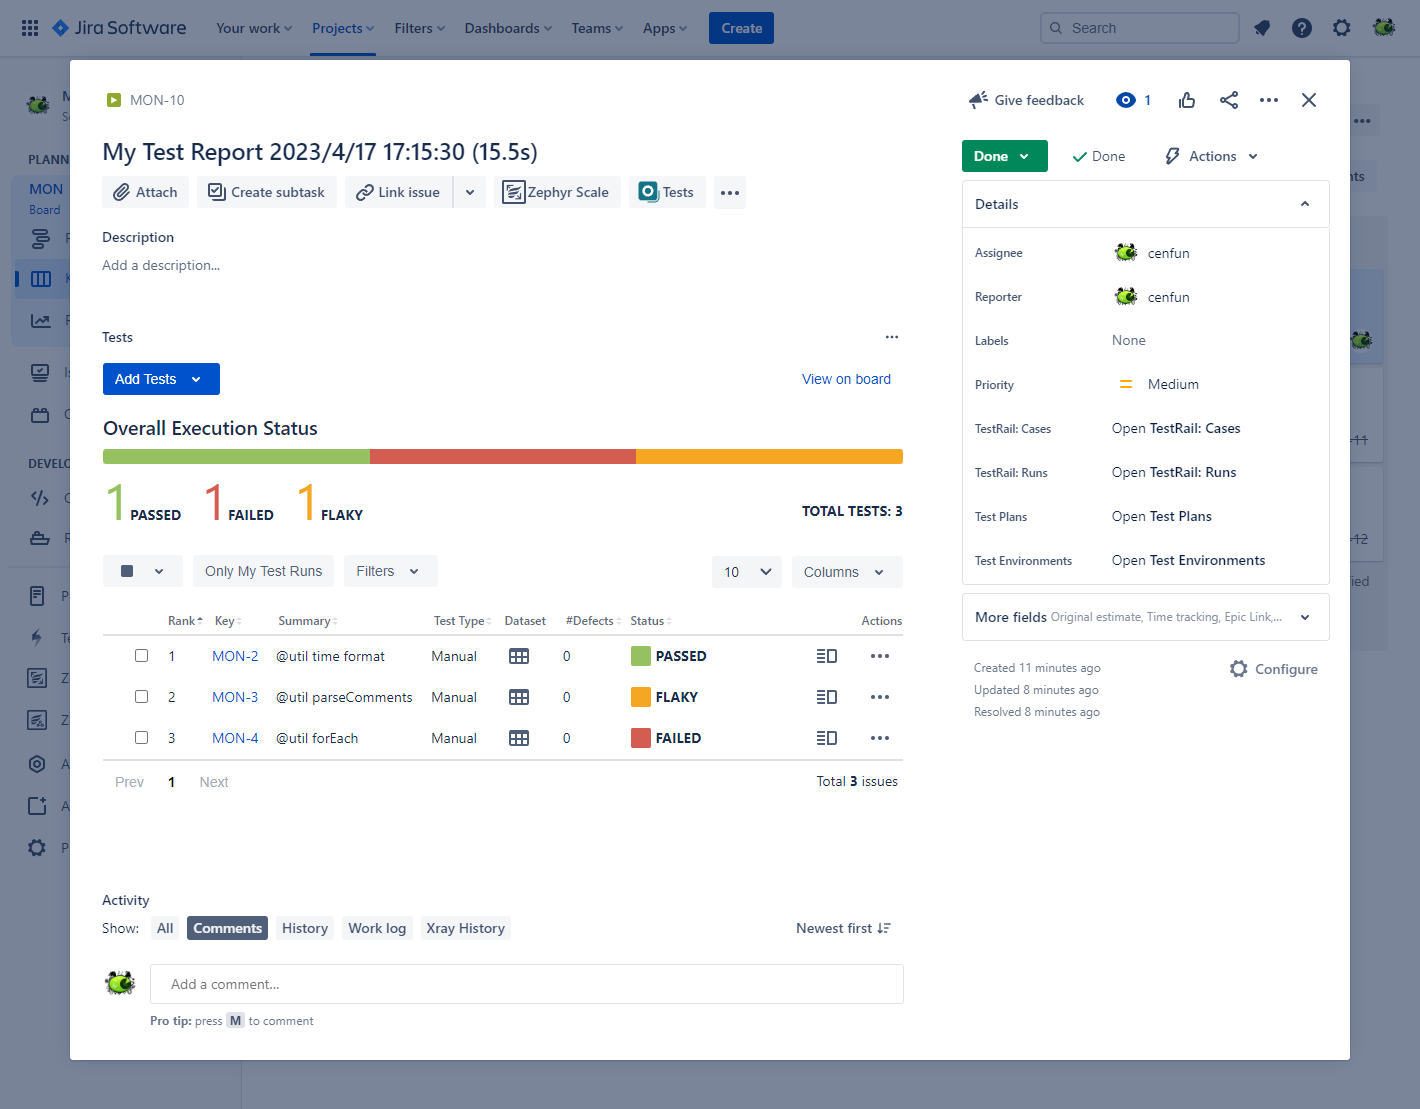 Jira Software
Your work
Projects
Filters
Dashboards
Teams
Apps
Create
Search
MON-10
Give feedback
1
My Test Report 2023/4/17 17:15:30 (15.5s)
Done
Done
Actions
Attach
Create subtask
Link issue
Zephyr Scale
Tests
Description
Add a description...
Details
Assignee
cenfun
Reporter
cenfun
Labels
None
Priority
Medium
TestRail: Cases
Open TestRail: Cases
TestRail: Runs
Open TestRail: Runs
Test Plans
Open Test Plans
Test Environments
Open Test Environments
More fields Original estimate, Time tracking, Epic Link,...
Created 11 minutes ago
Updated 8 minutes ago
Resolved 8 minutes ago
Configure
Tests
Add Tests
View on board
Overall Execution Status
1 PASSED 1 FAILED 1 FLAKY
TOTAL TESTS: 3
Only My Test Runs
Filters
10
Columns
Rank Key Summary Test Type Dataset #Defects Status Actions
1 MON-2 @util time format Manual 0 PASSED
2 MON-3 @util parseComments Manual 0 FLAKY
3 MON-4 @util forEach Manual 0 FAILED
Prev 1 Next
Total 3 issues
Activity
Show: All Comments History Work log Xray History
Newest first
Add a comment...
Pro tip: press M to comment
PLANN
MON
Board
DEVELO
-11
-12